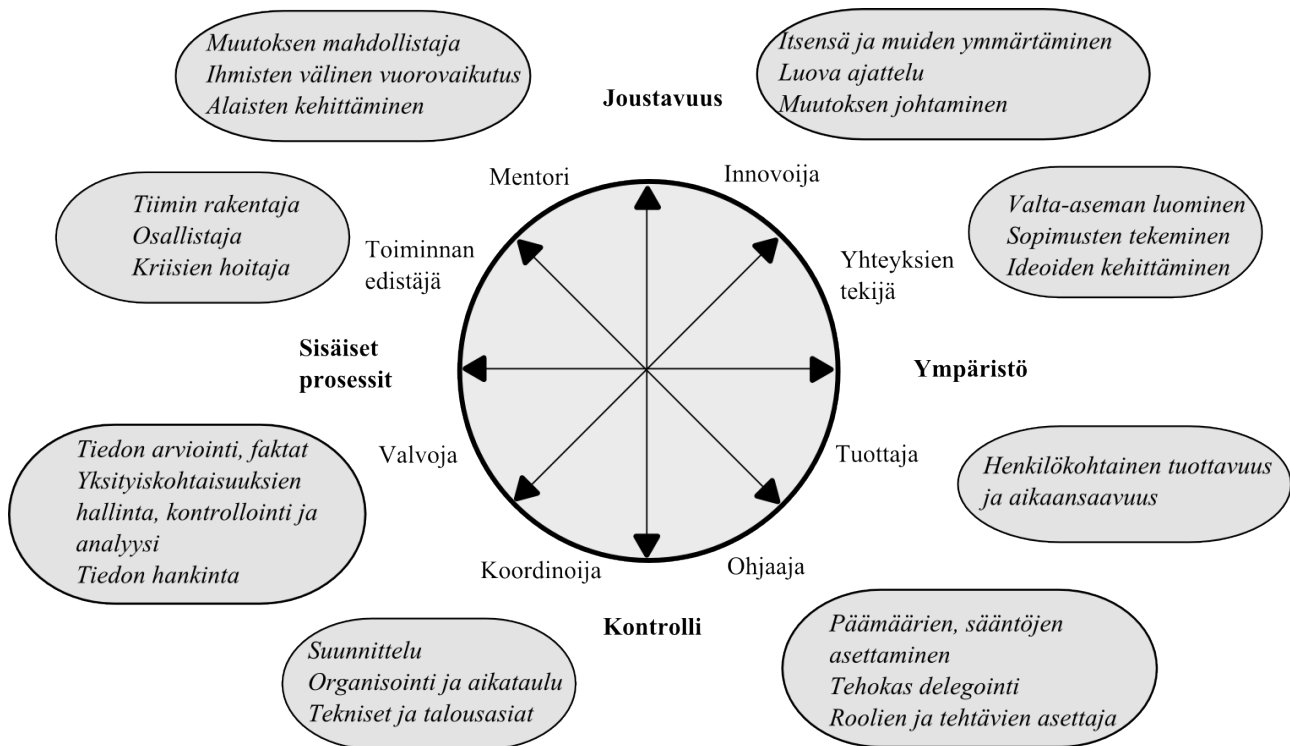 Muutoksen mahdollistaja
Ihmisten välinen vuorovaikutus
Alaisten kehittäminen
Joustavuus
Itsensä ja muiden ymmärtäminen
Luova ajattelu
Muutoksen johtaminen
Mentori
Innovoija
Tiimin rakentaja
Osallistaja
Kriisien hoitaja
Toiminnan
edistäjä
Yhteyksien
tekijä
Valta-aseman luominen
Sopimusten tekeminen
Ideoiden kehittäminen
Sisäiset
prosessit
Ympäristö
Tiedon arviointi, faktat
Yksityiskohtaisuuksien
hallinta, kontrollointi ja
analyysi
Tiedon hankinta
Valvoja
Tuottaja
Henkilökohtainen tuottavuus
ja aikaansaavuus
Koordinoija
Ohjaaja
Kontrolli
Suunnittelu
Organisointi ja aikataulu
Tekniset ja talousasiat
Päämäärien, sääntöjen
asettaminen
Tehokas delegointi
Roolien ja tehtävien asettaja